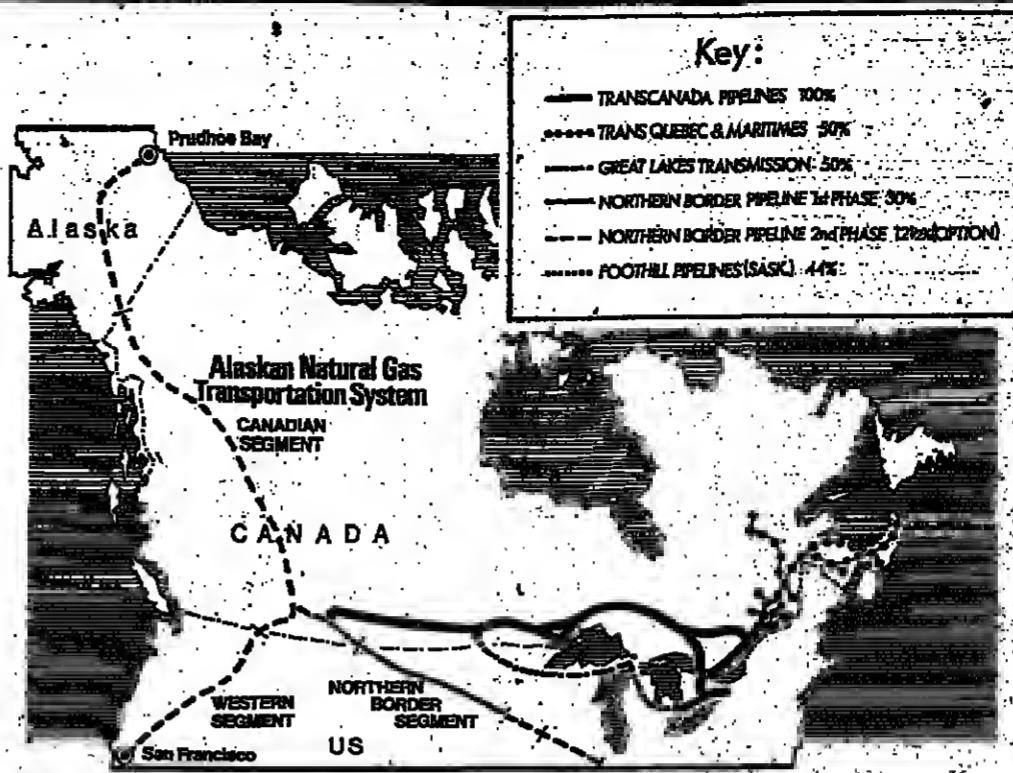 Key:
TRANSCANADA PIPELINES 100%
TRANS QUEBEC & MARITIMES 50%
GREAT LAKES TRANSMISSION 50%
NORTHERN BORDER PIPELINE 1st PHASE 30%
NORTHERN BORDER PIPELINE 2nd PHASE (OPTION)
FOOTHILL PIPELINES (SASK.) 44%
Prudhoe Bay
Alaska
Alaskan Natural Gas
Transportation System
CANADIAN
SEGMENT
CANADA
WESTERN
SEGMENT
NORTHERN
BORDER
SEGMENT
US
San Francisco